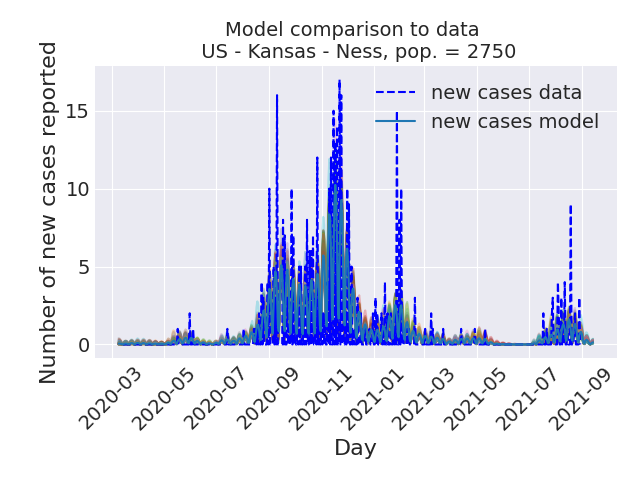 Model comparison to data
US - Kansas - Ness, pop. = 2750
Number of new cases reported
15
10
5
0
new cases data
new cases model
2020-03
2020-05
2020-07
2020-09
2020-11
2021-01
2021-03
2021-05
2021-07
2021-09
Day